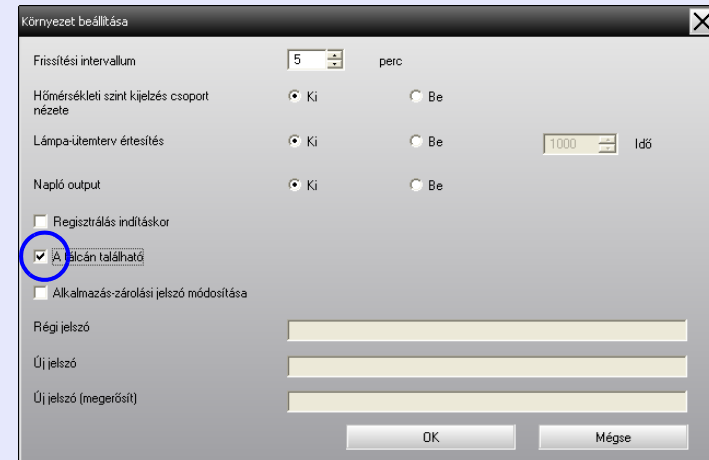 Környezet beállítása
Frissítési intervallum 5 perc
Hőmérsékleti szint kijelzés csoport
nézete Ki Be
Lámpa-ütemterv értesítés Ki Be 1000 Idő
Napló output Ki Be
Regisztrálás indításkor
A tálcán található
Alkalmazás-zárolási jelszó módosítása
Régi jelszó
Új jelszó
Új jelszó (megerősít)
OK Mégse